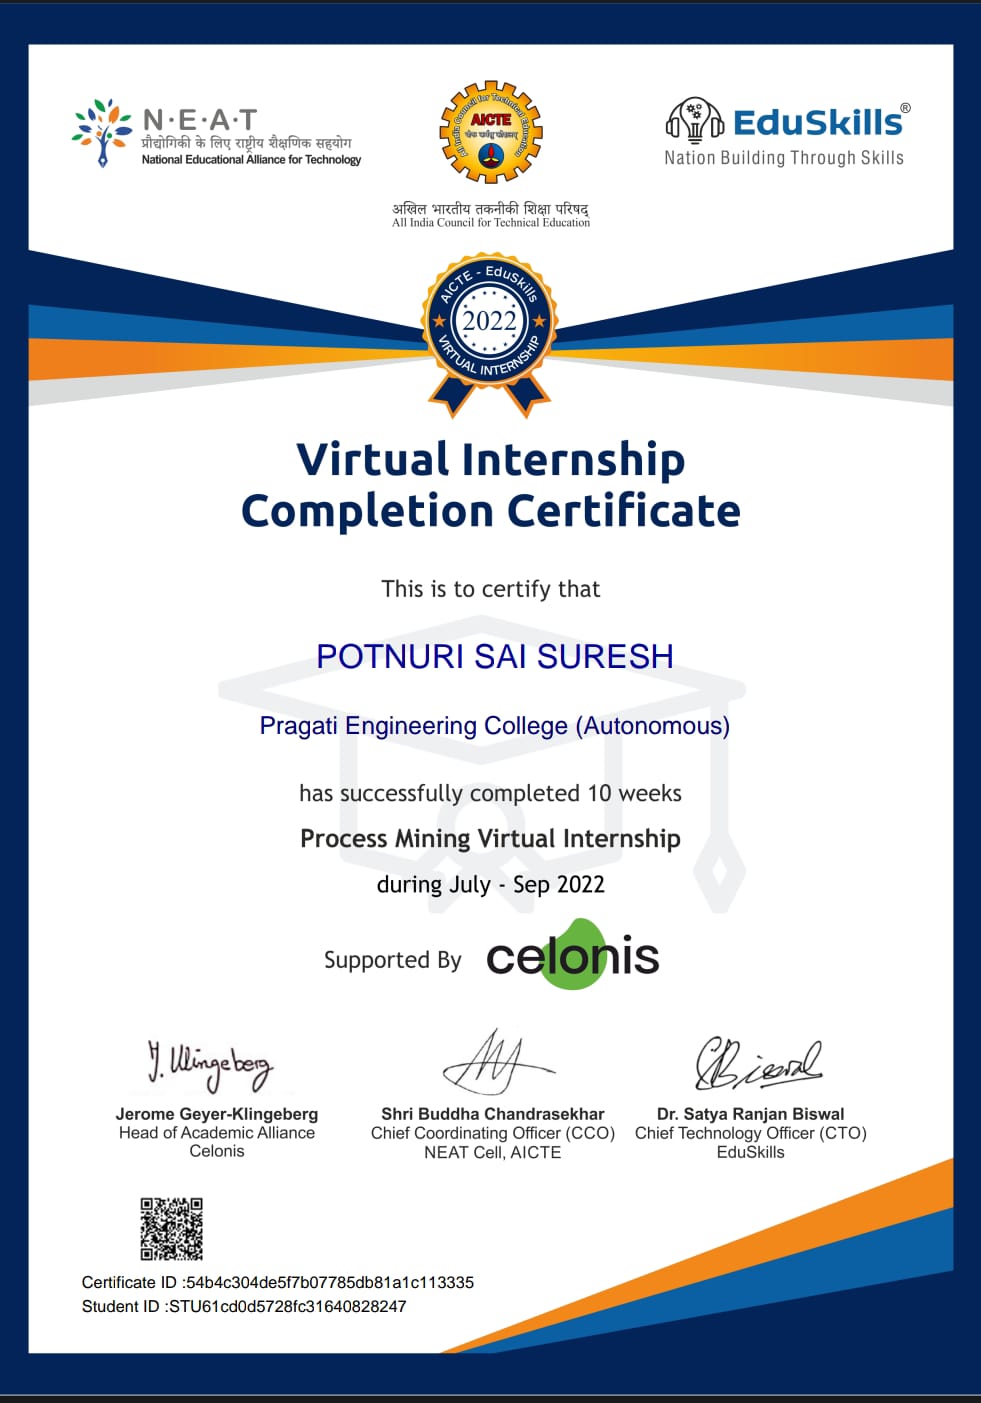 N·E·A·T
प्रौद्योगिकी के लिए राष्ट्रीय शैक्षणिक सहयोग
National Educational Alliance for Technology
All India Council for Technical Education
AICTE
अखिल भारतीय तकनीकी शिक्षा परिषद्
All India Council for Technical Education
EduSkills®
Nation Building Through Skills
AICTE - EduSkills
2022
VIRTUAL INTERNSHIP
Virtual Internship
Completion Certificate
This is to certify that
POTNURI SAI SURESH
Pragati Engineering College (Autonomous)
has successfully completed 10 weeks
Process Mining Virtual Internship
during July - Sep 2022
Supported By celonis
J. Klingeberg
Jerome Geyer-Klingeberg
Head of Academic Alliance
Celonis
Shri Buddha Chandrasekhar
Chief Coordinating Officer (CCO)
NEAT Cell, AICTE
SRBiswal
Dr. Satya Ranjan Biswal
Chief Technology Officer (CTO)
EduSkills
Certificate ID :54b4c304de5f7b07785db81a1c113335
Student ID :STU61cd0d5728fc31640828247